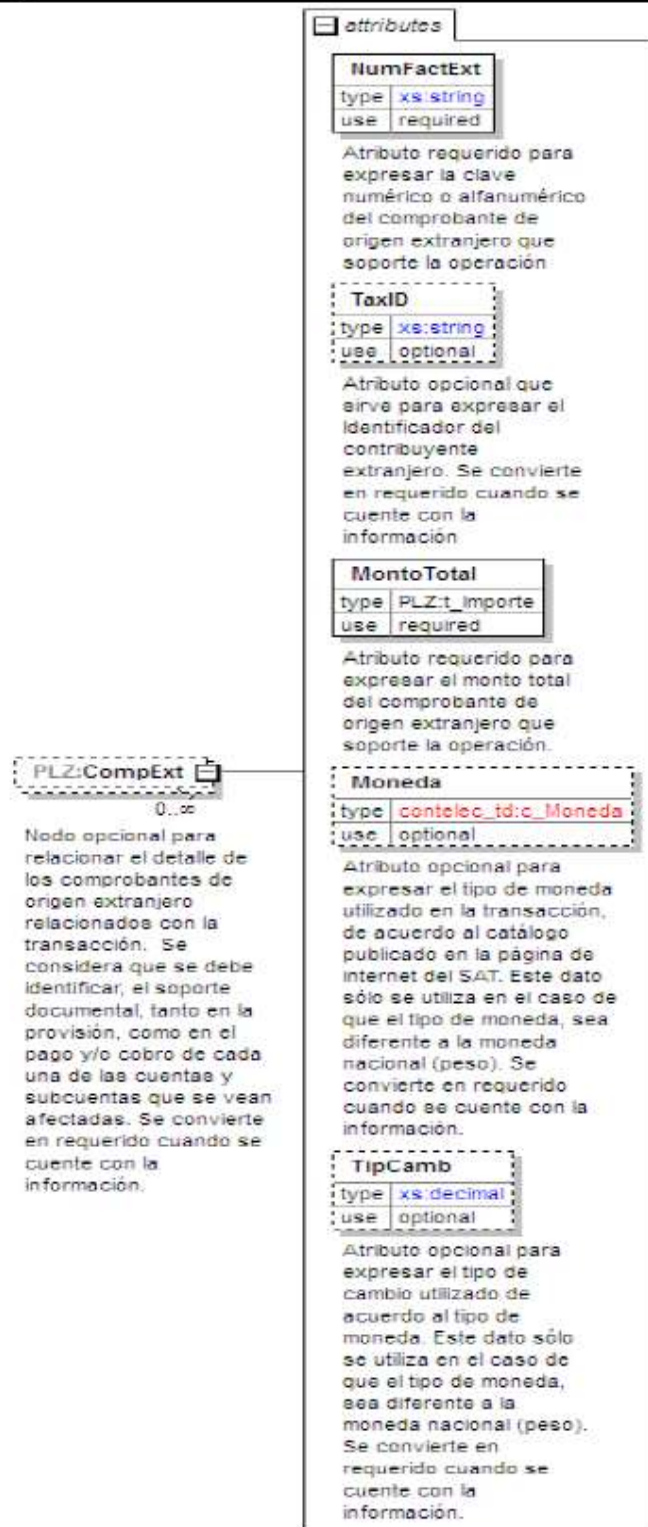 attributes
NumFactExt
type xs:string
use required
Atributo requerido para
expresar la clave
numérico o alfanumérico
del comprobante de
origen extranjero que
soporte la operación
TaxID
type xs:string
use optional
Atributo opcional que
sirve para expresar el
Identificador del
contribuyente
extranjero. Se convierte
en requerido cuando se
cuente con la
información
MontoTotal
type PLZ:t_Importe
use required
Atributo requerido para
expresar el monto total
del comprobante de
origen extranjero que
soporte la operación.
PLZ:CompExt
0..∞
Nodo opcional para
relacionar el detalle de
los comprobantes de
origen extranjero
relacionados con la
transacción. Se
considera que se debe
identificar, el soporte
documental, tanto en la
provisión, como en el
pago y/o cobro de cada
una de las cuentas y
subcuentas que se vean
afectadas. Se convierte
en requerido cuando se
cuente con la
información.
Moneda
type contelec_td:c_Moneda
use optional
Atributo opcional para
expresar el tipo de moneda
utilizado en la transacción,
de acuerdo al catálogo
publicado en la página de
internet del SAT. Este dato
sólo se utiliza en el caso de
que el tipo de moneda, sea
diferente a la moneda
nacional (peso). Se
convierte en requerido
cuando se cuente con la
información.
TipCamb
type xs:decimal
use optional
Atributo opcional para
expresar el tipo de
cambio utilizado de
acuerdo al tipo de
moneda. Este dato sólo
se utiliza en el caso de
que el tipo de moneda,
sea diferente a la
moneda nacional (peso).
Se convierte en
requerido cuando se
cuente con la
información.